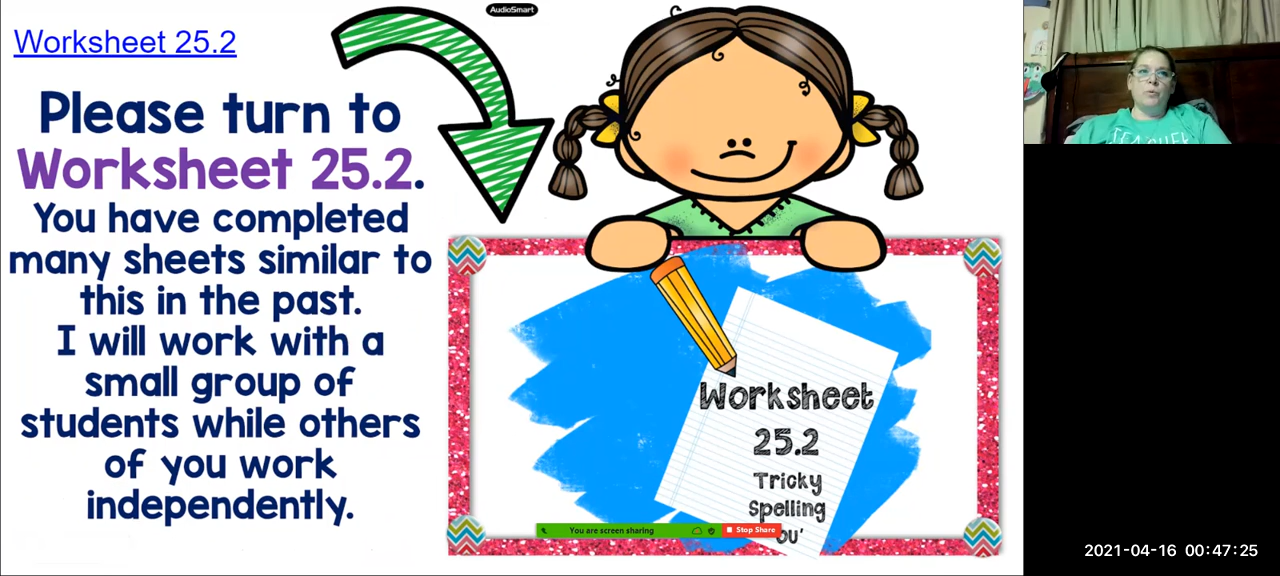 AudioSmart
Worksheet 25.2
Please turn to
Worksheet 25.2.
You have completed
many sheets similar to
this in the past.
I will work with a
small group of
students while others
of you work
independently.
Worksheet
25.2
Tricky
Spelling
You are screen sharing
Stop Share
ou'
TEACHER
2021-04-16 00:47:25